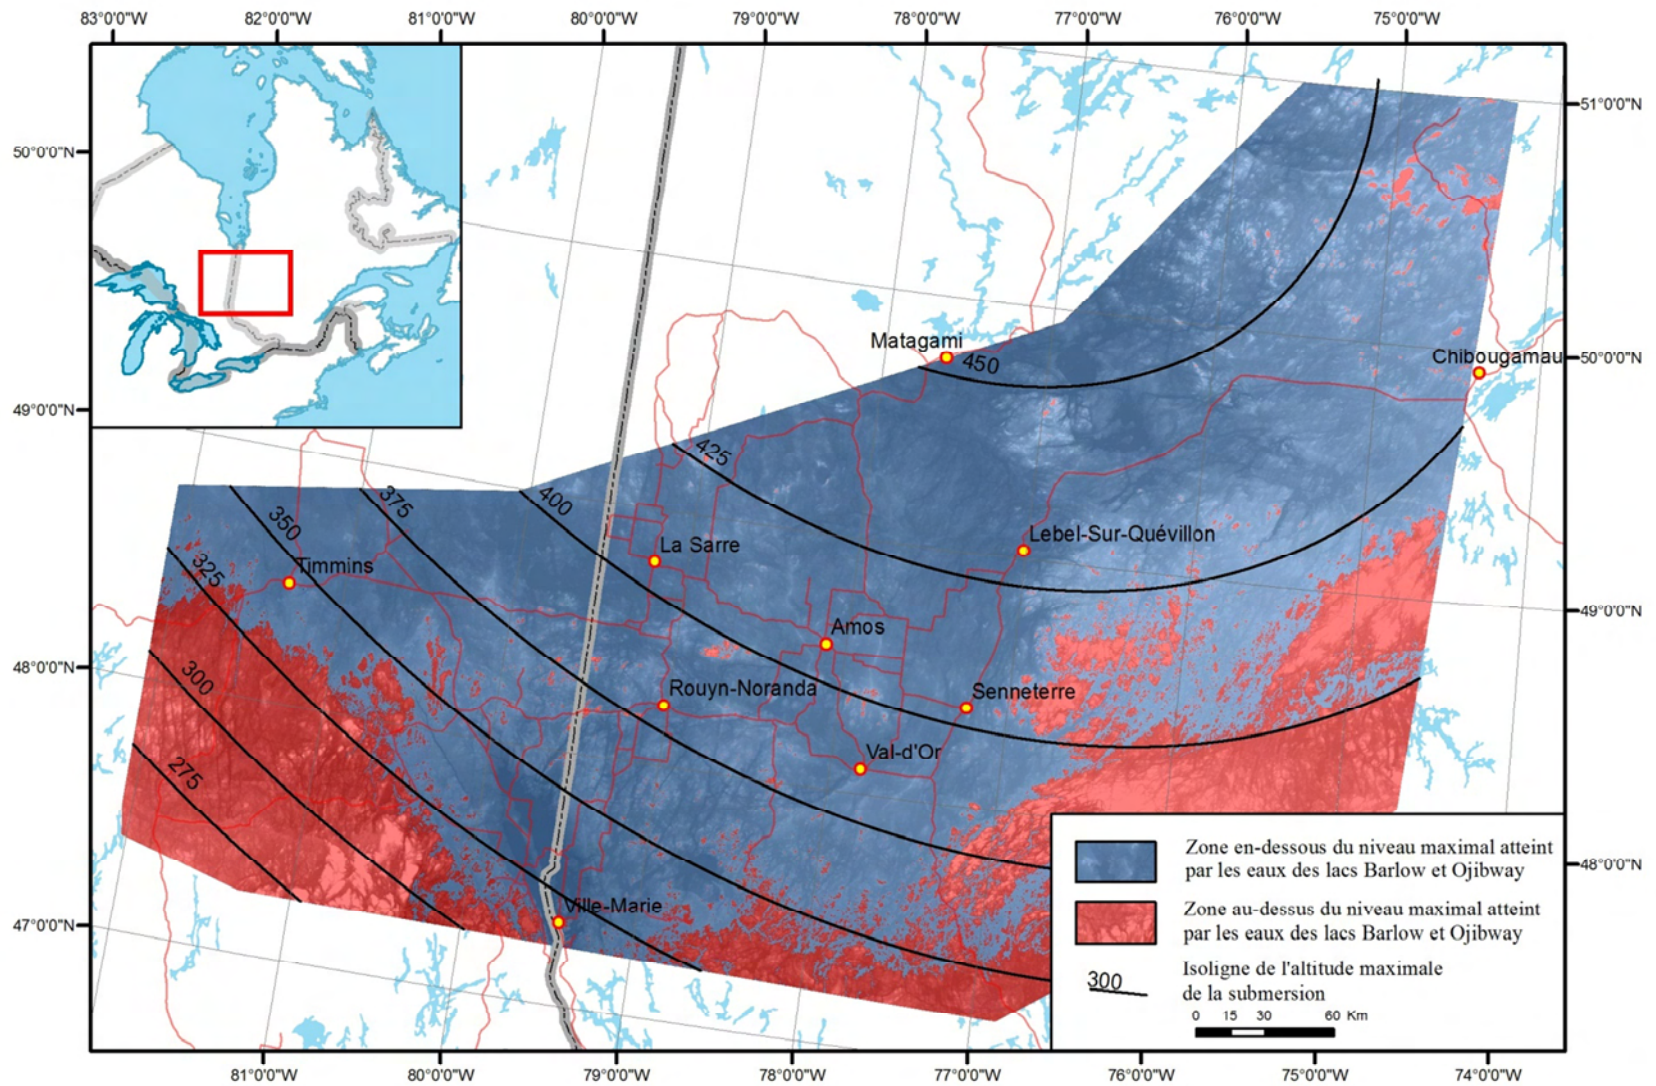 83°0'0"W 82°0'0"W 81°0'0"W 80°0'0"W 79°0'0"W 78°0'0"W 77°0'0"W 76°0'0"W 75°0'0"W
51°0'0"N
50°0'0"N
Matagami
450
Chibougamau
50°0'0"N
49°0'0"N
425
400
375
350
La Sarre
Lebel-Sur-Quévillon
Timmins
325
49°0'0"N
Amos
48°0'0"N
300
Rouyn-Noranda
Senneterre
Val-d'Or
275
Zone en-dessous du niveau maximal atteint
par les eaux des lacs Barlow et Ojibway
48°0'0"N
Zone au-dessus du niveau maximal atteint
par les eaux des lacs Barlow et Ojibway
Ville-Marie
47°0'0"N
300
Isoligne de l'altitude maximale
de la submersion
0 15 30 60 Km
81°0'0"W 80°0'0"W 79°0'0"W 78°0'0"W 77°0'0"W 76°0'0"W 75°0'0"W 74°0'0"W